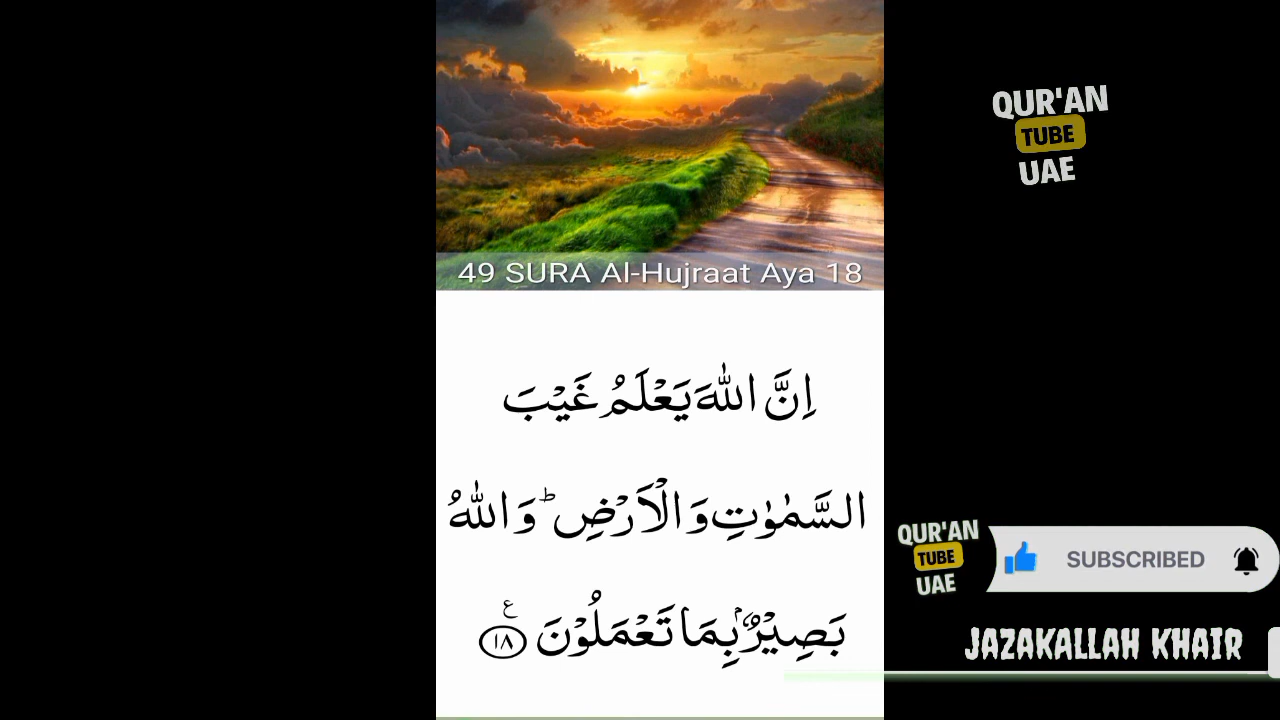 QUR'AN
TUBE
UAE
49 SURA Al-Hujraat Aya 18
اِنَّ اللّٰهَ يَعْلَمُ غَيْبَ
السَّمٰوٰتِ وَالْاَرْضِ ؕ وَاللّٰهُ
بَصِيْرٌۢ بِمَا تَعْمَلُوْنَ ۧ ۱۸
QUR'AN
TUBE
UAE
SUBSCRIBED
JAZAKALLAH KHAIR